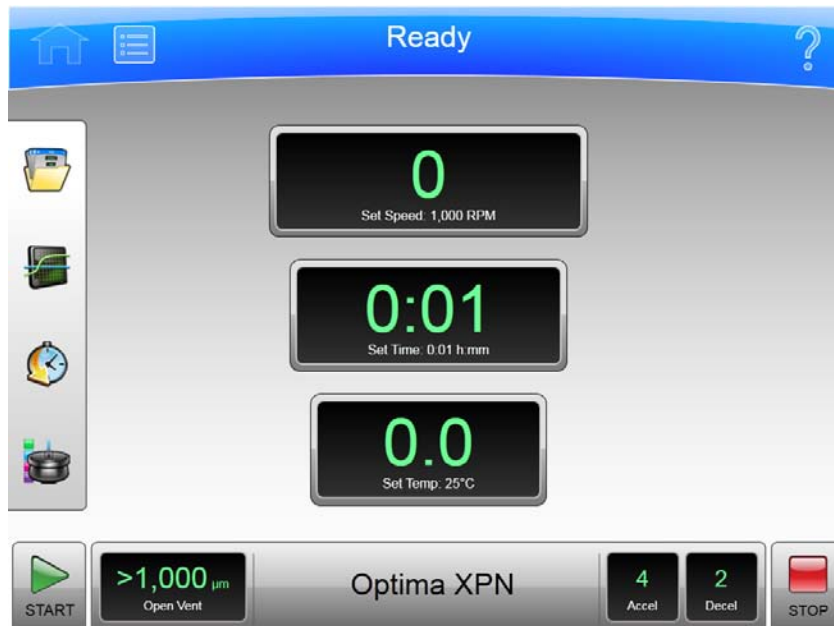 Ready
?
0
Set Speed: 1,000 RPM
0:01
Set Time: 0:01 h:mm
0.0
Set Temp: 25°C
START
>1,000 µm
Open Vent
Optima XPN
4
Accel
2
Decel
STOP